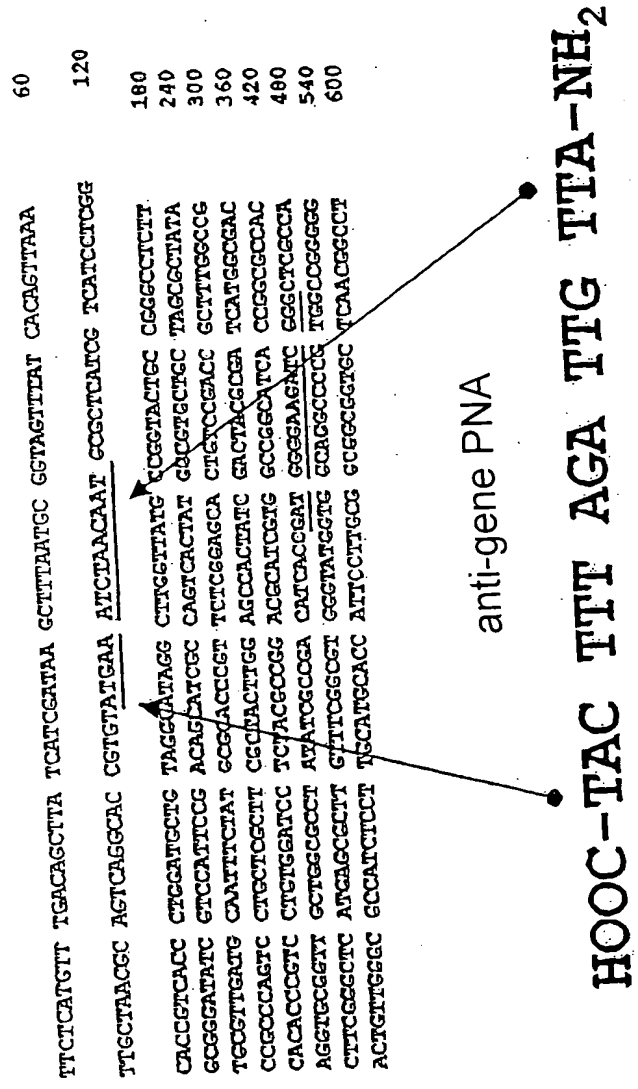 TTCTCATGTT TGACAGCTTA TCATCGATAA GCTTTAATGC GGTAGTTTAT CACAGTTAAA 60
TTGCTAACGC AGTCAGGCAC CGTGTATGAA ATCTAACAAT GCGCTCATCG TCATCCTCGG 120
CACCGTCACC CTGGATGCTG TAGGCATAGG CTTGGTTATG CCGGTACTGC CGGGCCTCTT 180
GCGGGATATC GTCCATTCCG ACAGCATCGC CAGTCACTAT GGCGTGCTGC TAGCGCTATA 240
TGCGTTGATG CAATTTCTAT GCGCACCCGT TCTCGGAGCA CTGTCCGACC GCTTTGGCCG 300
CCGCCCAGTC CTGCTCGCTT CGCTACTTGG AGCCACTATC GACTACGCGA TCATGGCGAC 360
CACACCCGTC CTGTGGATCC TCTACGCCGG ACGCATCGTG GCCGGCATCA CCGGCGCCAC 420
AGGTGCGGTT GCTGGCGCCT ATATCGCCGA CATCACCGAT GGGGAAGATC GGGCTCGCCA 480
CTTCGGGCTC ATGAGCGCTT GTTTCGGCGT GGGTATGGTG GCAGGCCCCG TGGCCGGGGG 540
ACTGTTGGGC GCCATCTCCT TGCATGCACC ATTCCTTGCG GCGGCGGTGC TCAACGGCCT 600
anti-gene PNA
HOOC-TAC TTT AGA TTG TTA-NH2